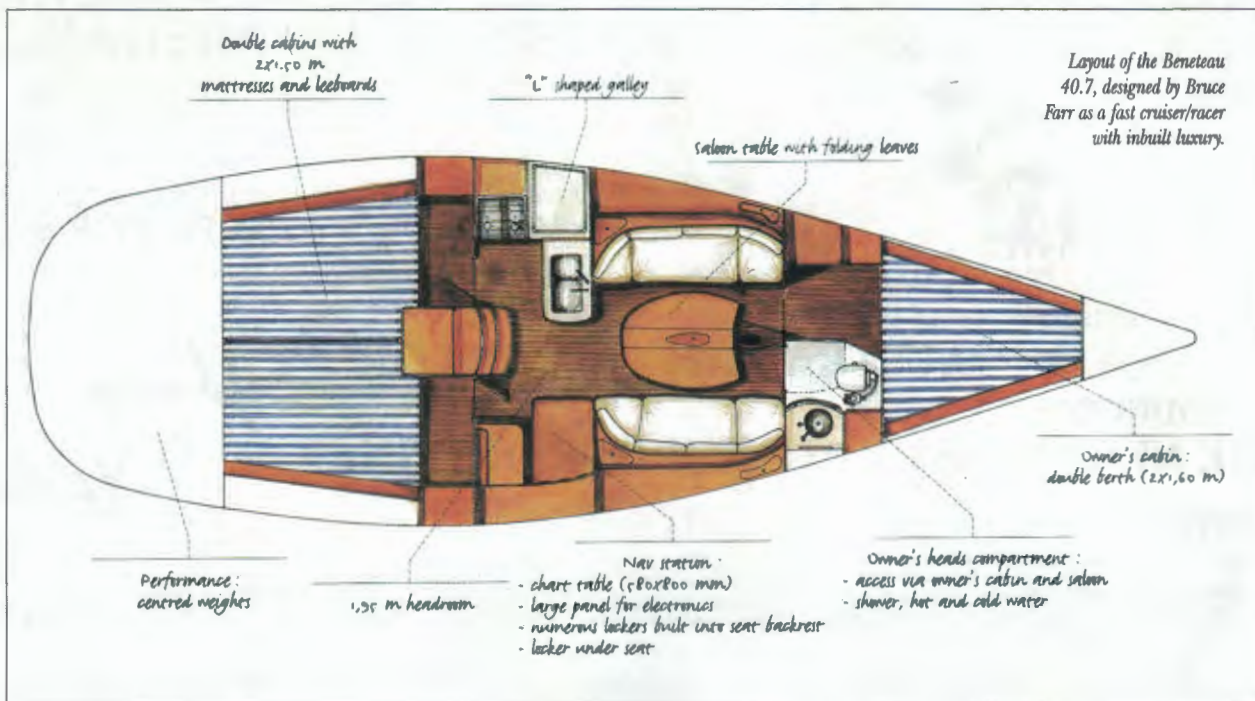 Double cabins with
2x1.50 m
mattresses and leeboards
"L" shaped galley
Saloon table with folding leaves
Layout of the Beneteau
40.7, designed by Bruce
Farr as a fast cruiser/racer
with inbuilt luxury.
Owner's cabin :
double berth (2x1,60 m)
Performance :
centred weights
1,95 m headroom
Nav station :
- chart table (580x800 mm)
- large panel for electronics
- numerous lockers built into seat backrest
- locker under seat
Owner's heads compartment :
- access via owner's cabin and saloon
- shower, hot and cold water